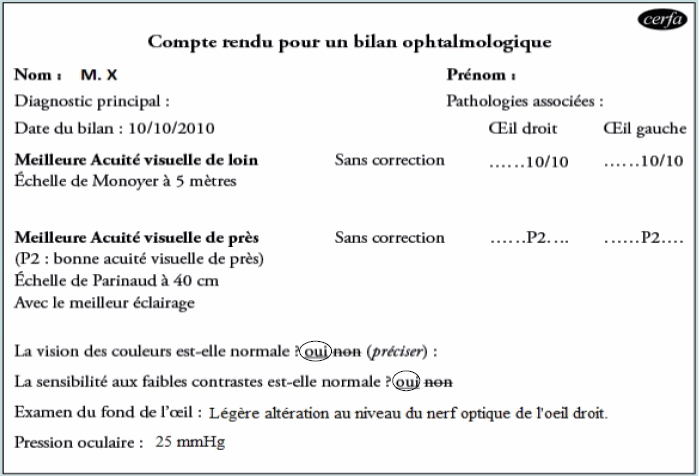 cerfa
Compte rendu pour un bilan ophtalmologique
Nom : M. X Prénom :
Diagnostic principal : Pathologies associées :
Date du bilan : 10/10/2010 Œil droit Œil gauche
Meilleure Acuité visuelle de loin Sans correction ......10/10 ......10/10
Échelle de Monoyer à 5 mètres
Meilleure Acuité visuelle de près Sans correction ......P2.... ......P2....
(P2 : bonne acuité visuelle de près)
Échelle de Parinaud à 40 cm
Avec le meilleur éclairage
La vision des couleurs est-elle normale ? oui non (préciser) :
La sensibilité aux faibles contrastes est-elle normale ? oui non
Examen du fond de l'œil : Légère altération au niveau du nerf optique de l'oeil droit.
Pression oculaire : 25 mmHg